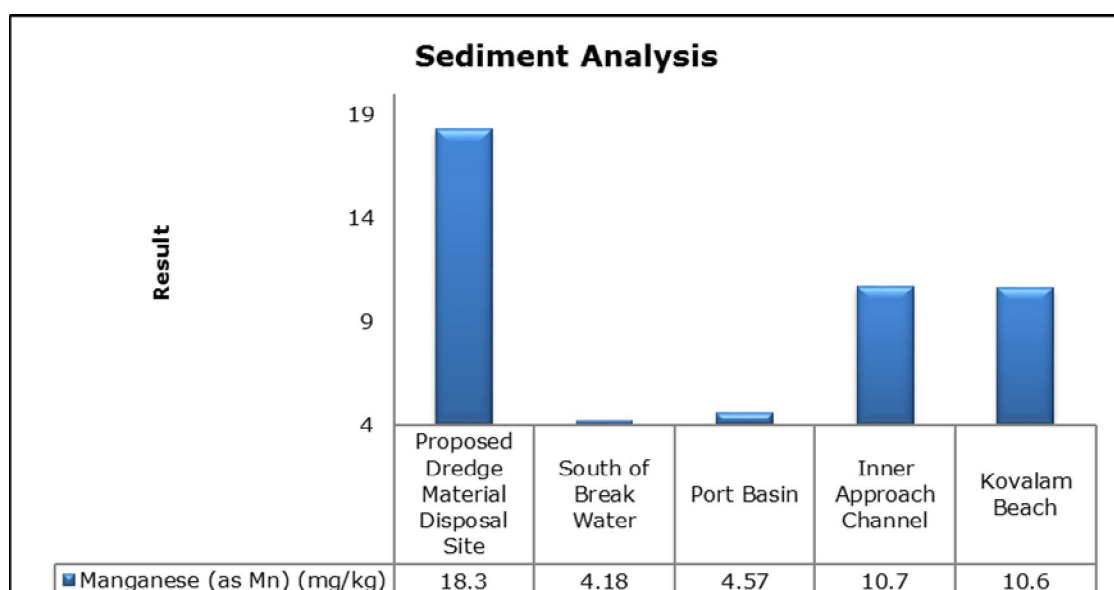 Sediment Analysis
Result
19
14
9
4
Proposed
Dredge
Material
Disposal
Site
South of
Break
Water
Port Basin
Inner
Approach
Channel
Kovalam
Beach
Manganese (as Mn) (mg/kg) 18.3 4.18 4.57 10.7 10.6